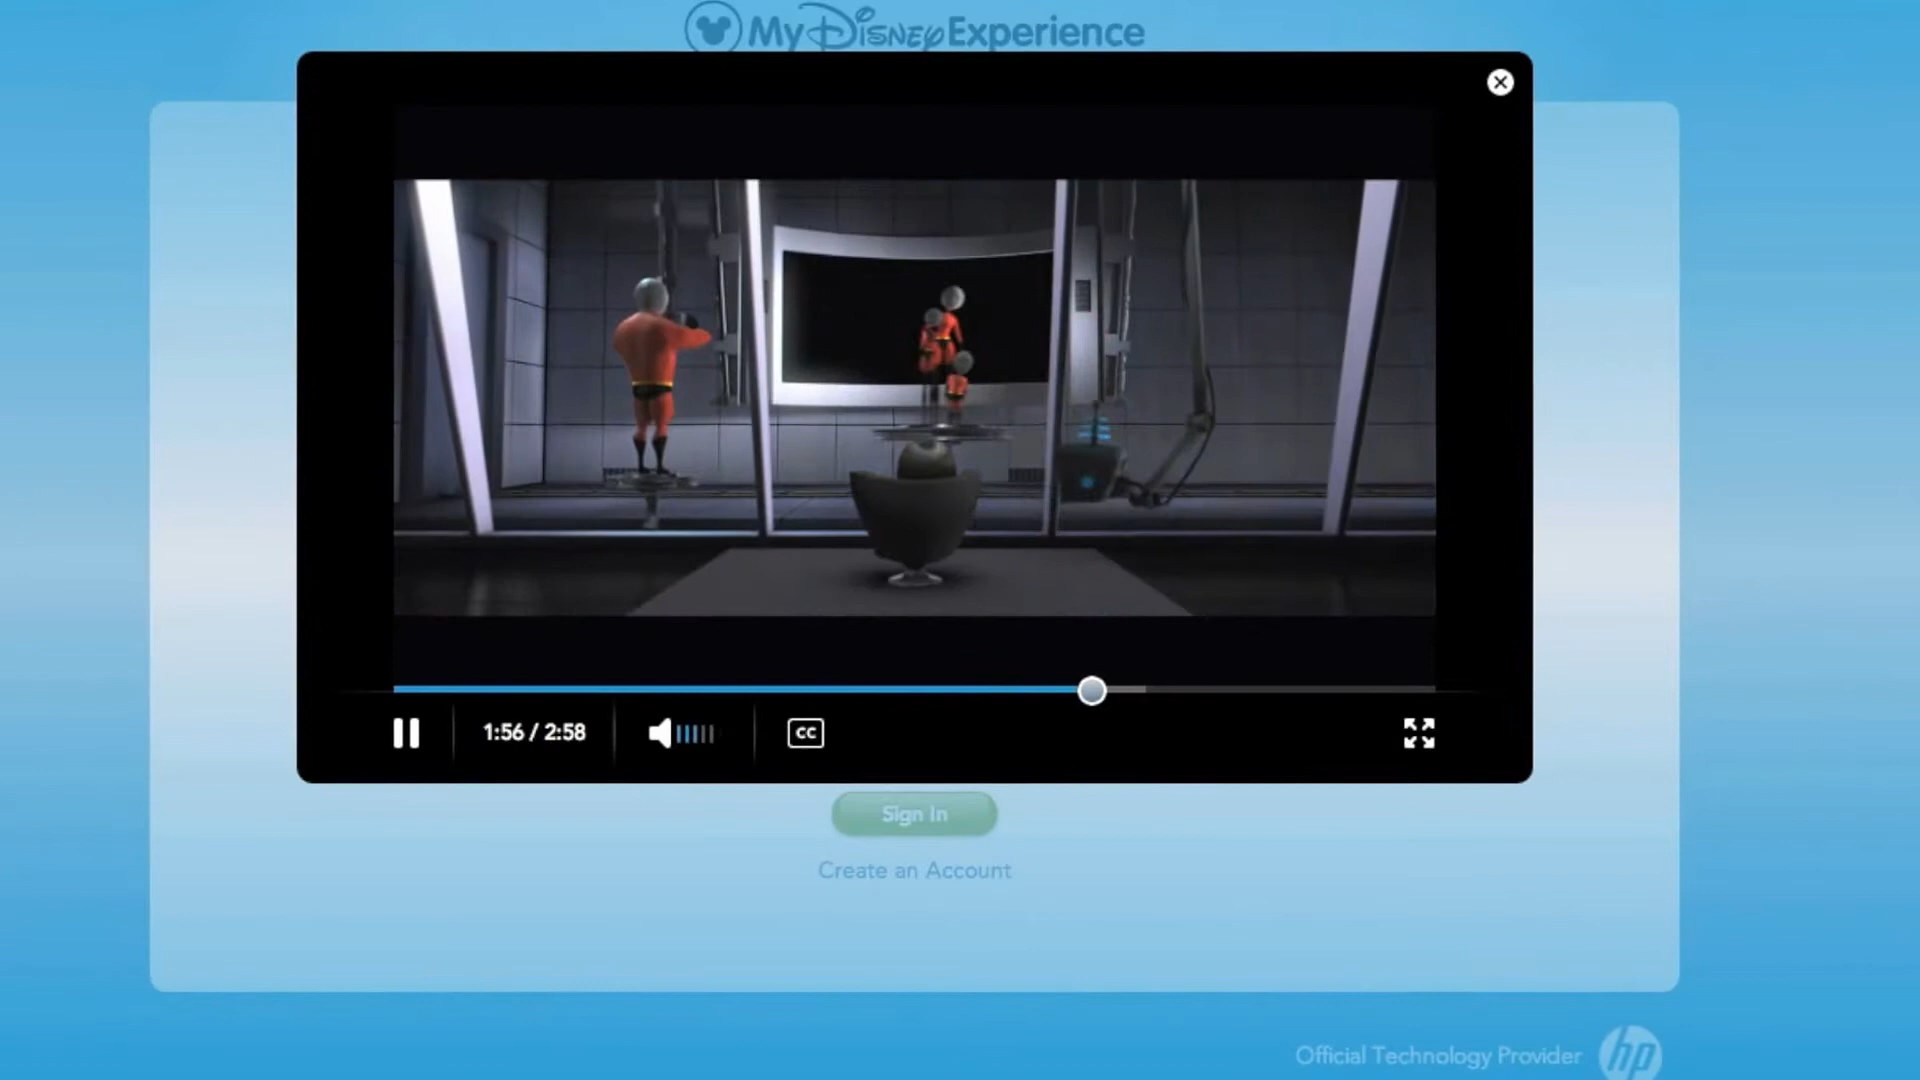 My Disney Experience
1:56 / 2:58
CC
Sign In
Create an Account
Official Technology Provider
hp